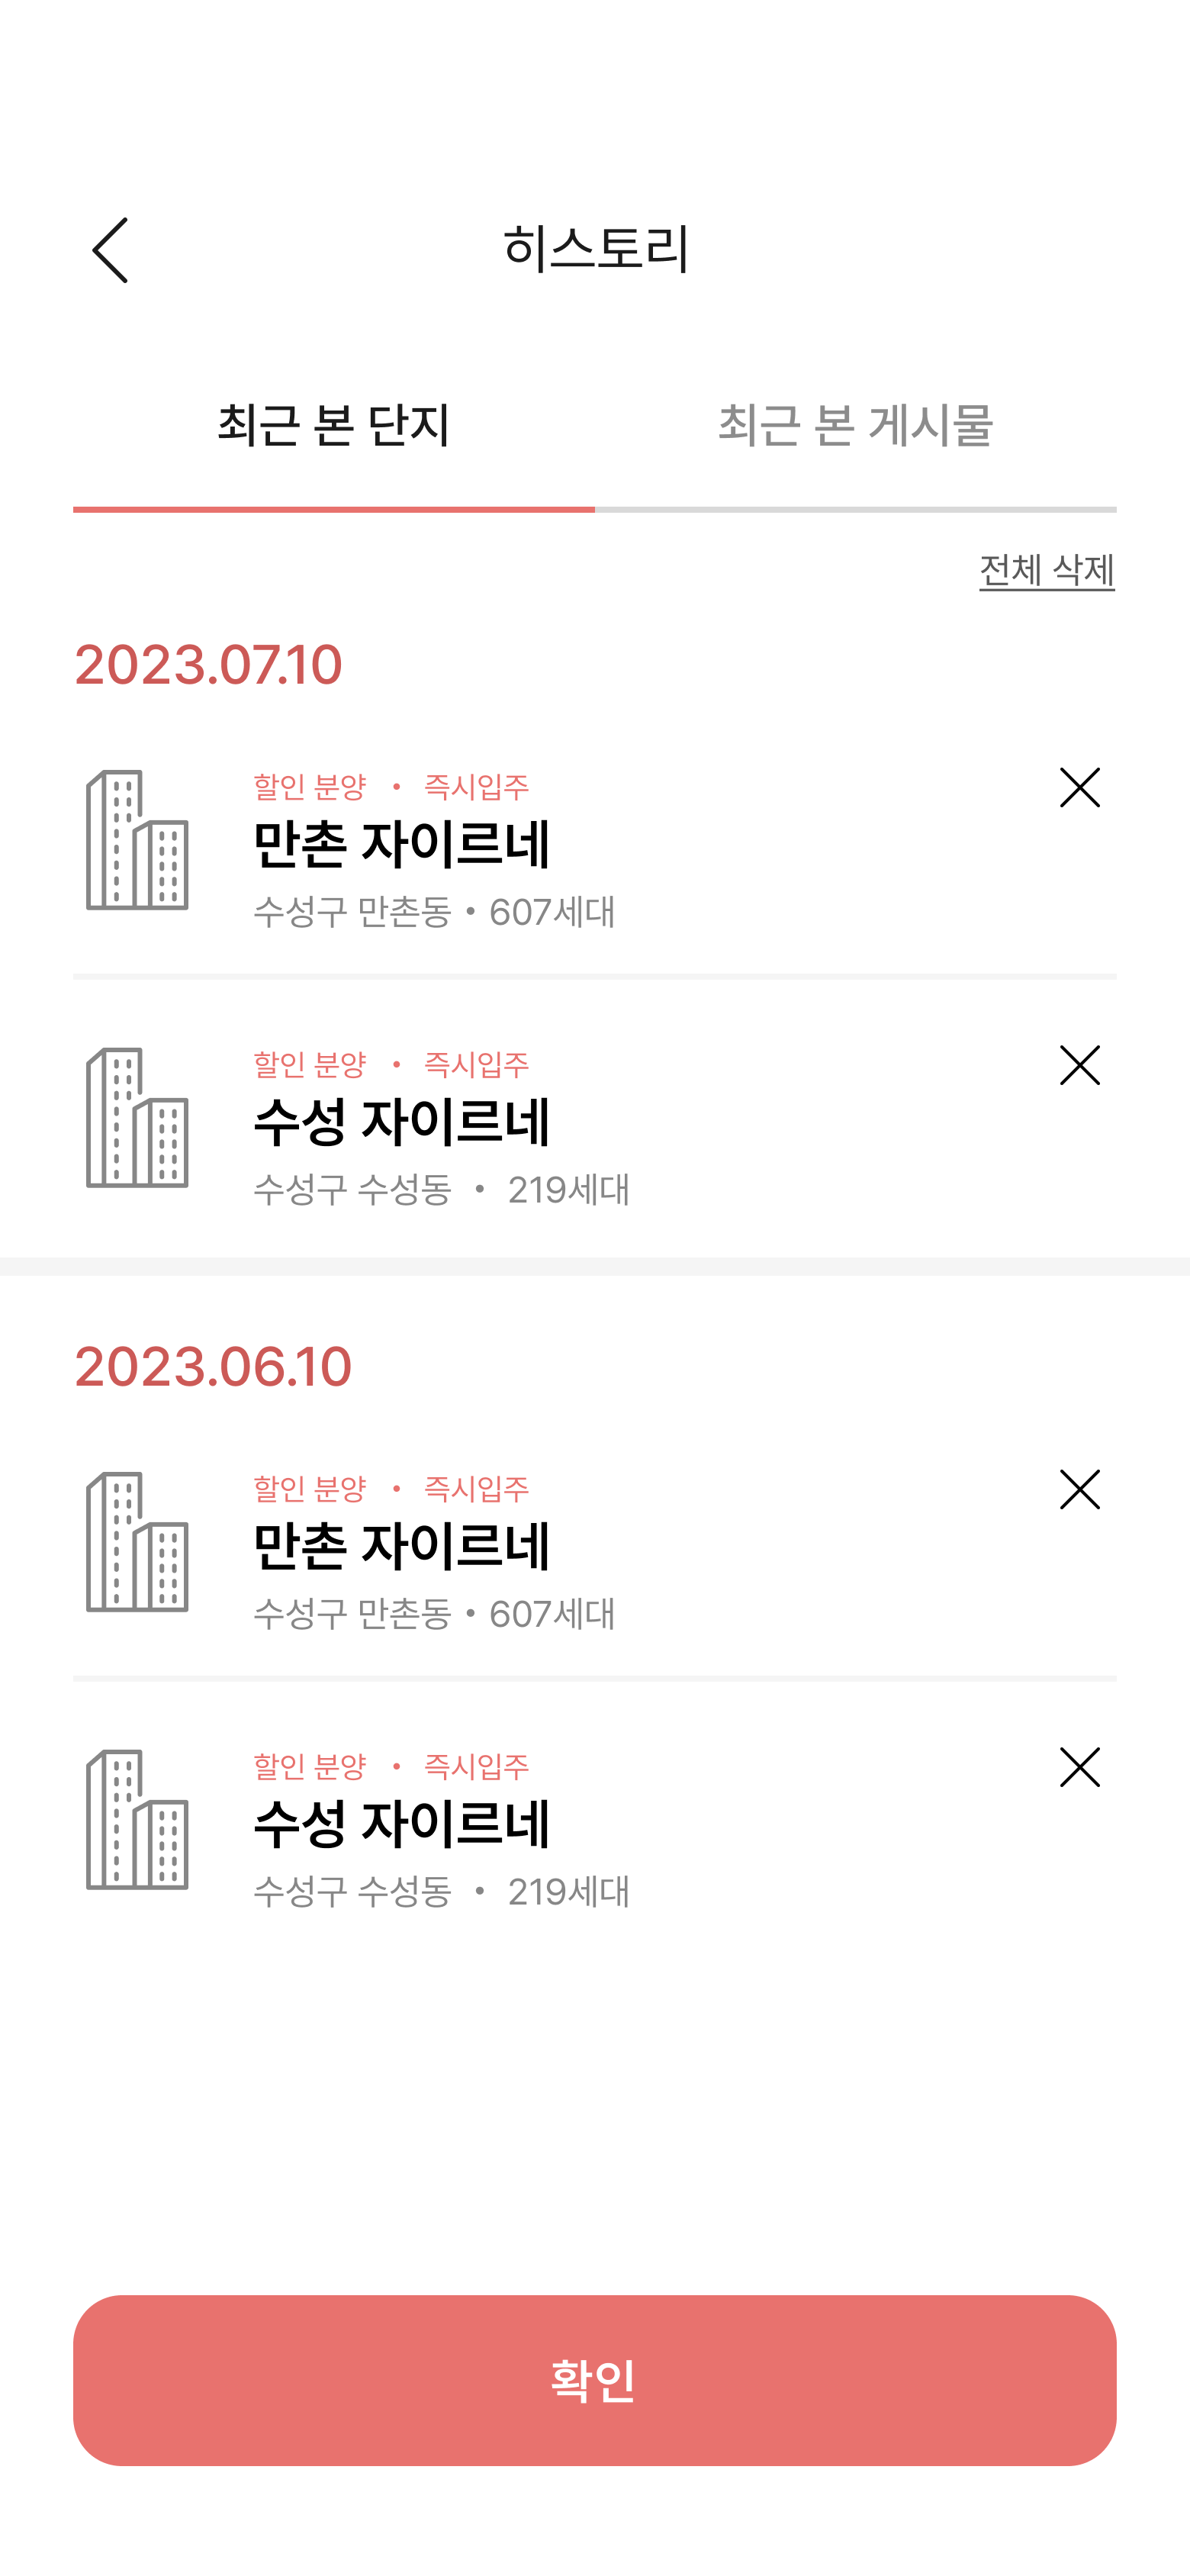 히스토리
최근 본 단지 최근 본 게시물
전체 삭제
2023.07.10
할인 분양 • 즉시입주
만촌 자이르네
수성구 만촌동 • 607세대
할인 분양 • 즉시입주
수성 자이르네
수성구 수성동 • 219세대
2023.06.10
할인 분양 • 즉시입주
만촌 자이르네
수성구 만촌동 • 607세대
할인 분양 • 즉시입주
수성 자이르네
수성구 수성동 • 219세대
확인